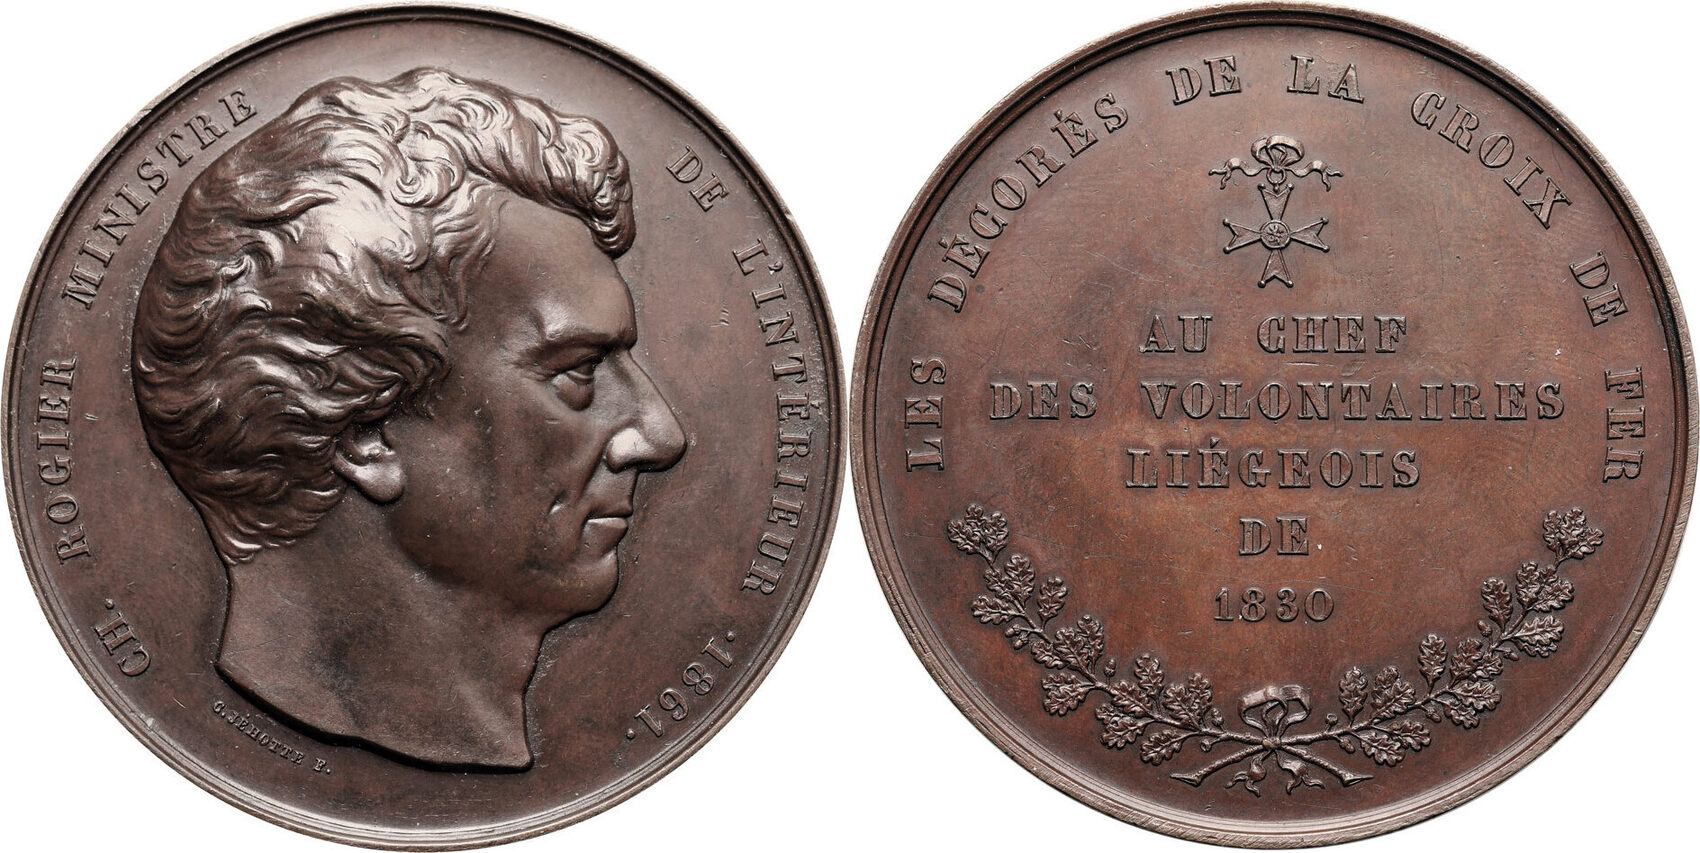 CH. ROGIER MINISTRE DE L'INTÉRIEUR. 1861.
C. JÉHOTTE F.
LES DÉCORÉS DE LA CROIX DE FER
AU CHEF
DES VOLONTAIRES
LIÉGEOIS
DE
1830